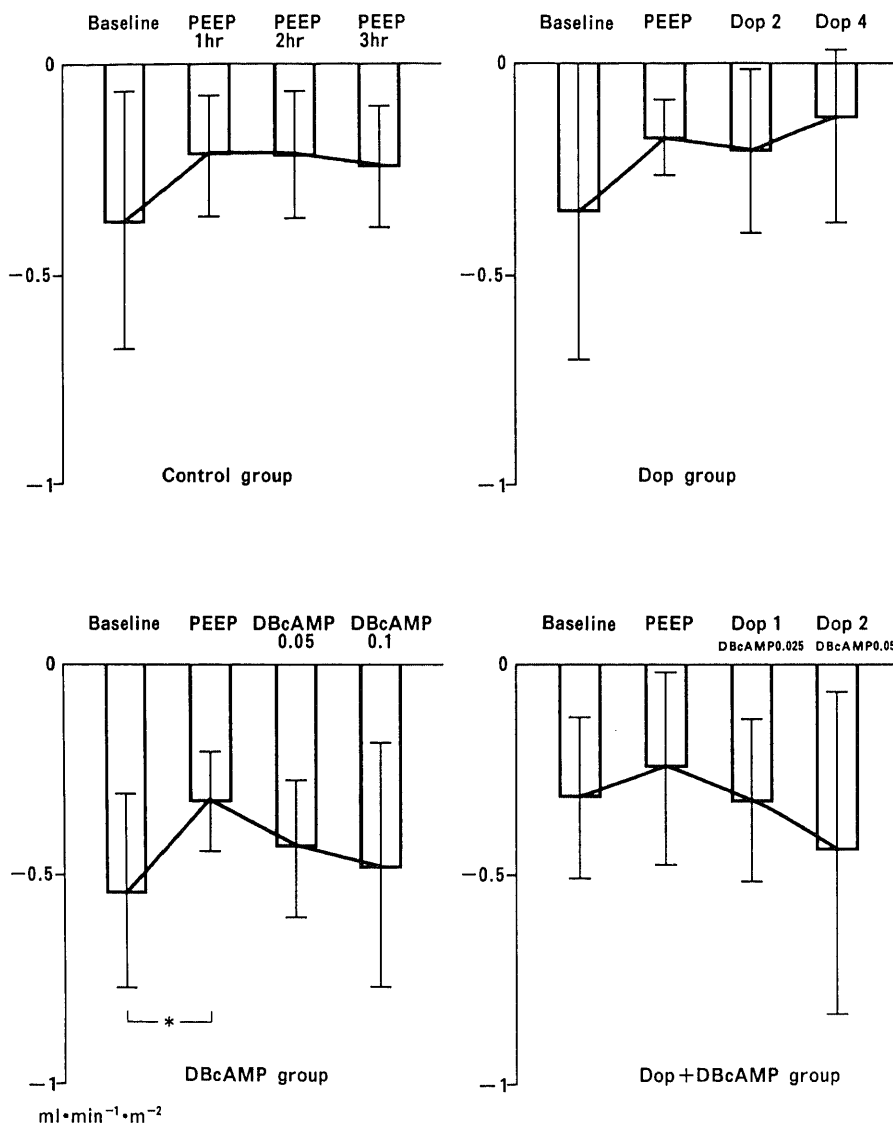 Baseline PEEP PEEP PEEP
1hr 2hr 3hr
0
−0.5
−1
Control group
Baseline PEEP Dop 2 Dop 4
0
−0.5
−1
Dop group
Baseline PEEP DBcAMP DBcAMP
0.05 0.1
0
−0.5
*
−1
DBcAMP group
ml•min⁻¹•m⁻²
Baseline PEEP Dop 1 Dop 2
DBcAMP0.025 DBcAMP0.05
0
−0.5
−1
Dop+DBcAMP group